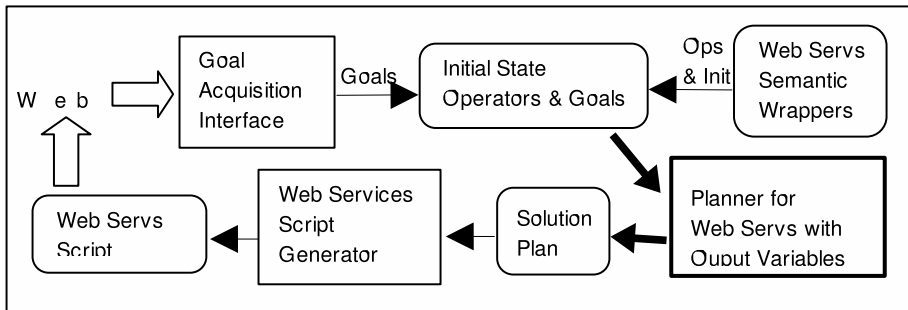 Goal
Acquisition
Interface
Goals
Initial State
Operators & Goals
Ops
& Init
Web Servs
Semantic
Wrappers
W eb
Web Servs
Script
Web Services
Script
Generator
Solution
Plan
Planner for
Web Servs with
Ouput Variables